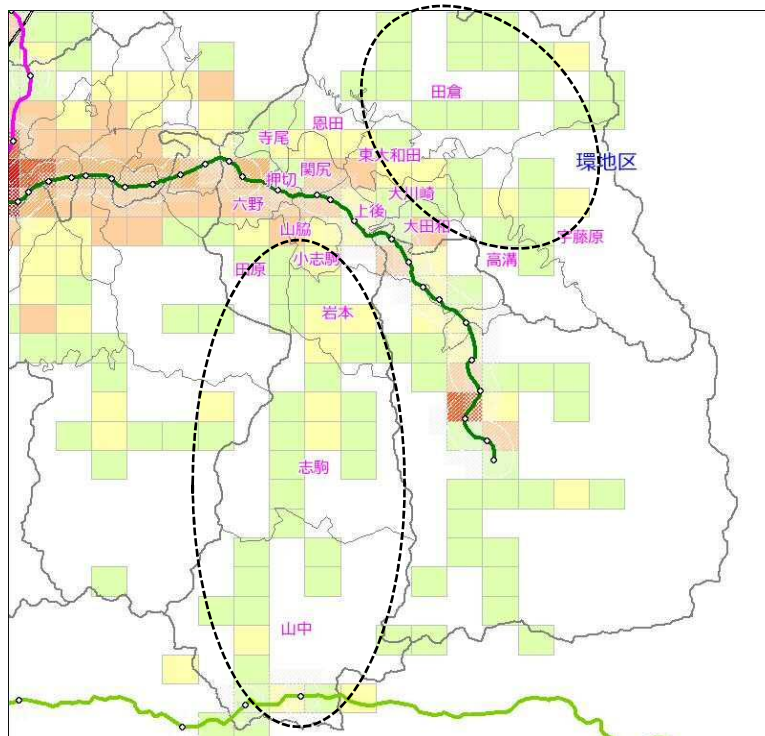 田倉
恩田
寺尾
東大和田
環地区
関尻
押切
大川崎
六野
上後
大田和
山脇
宇藤原
小志駒
高溝
田原
岩本
志駒
山中